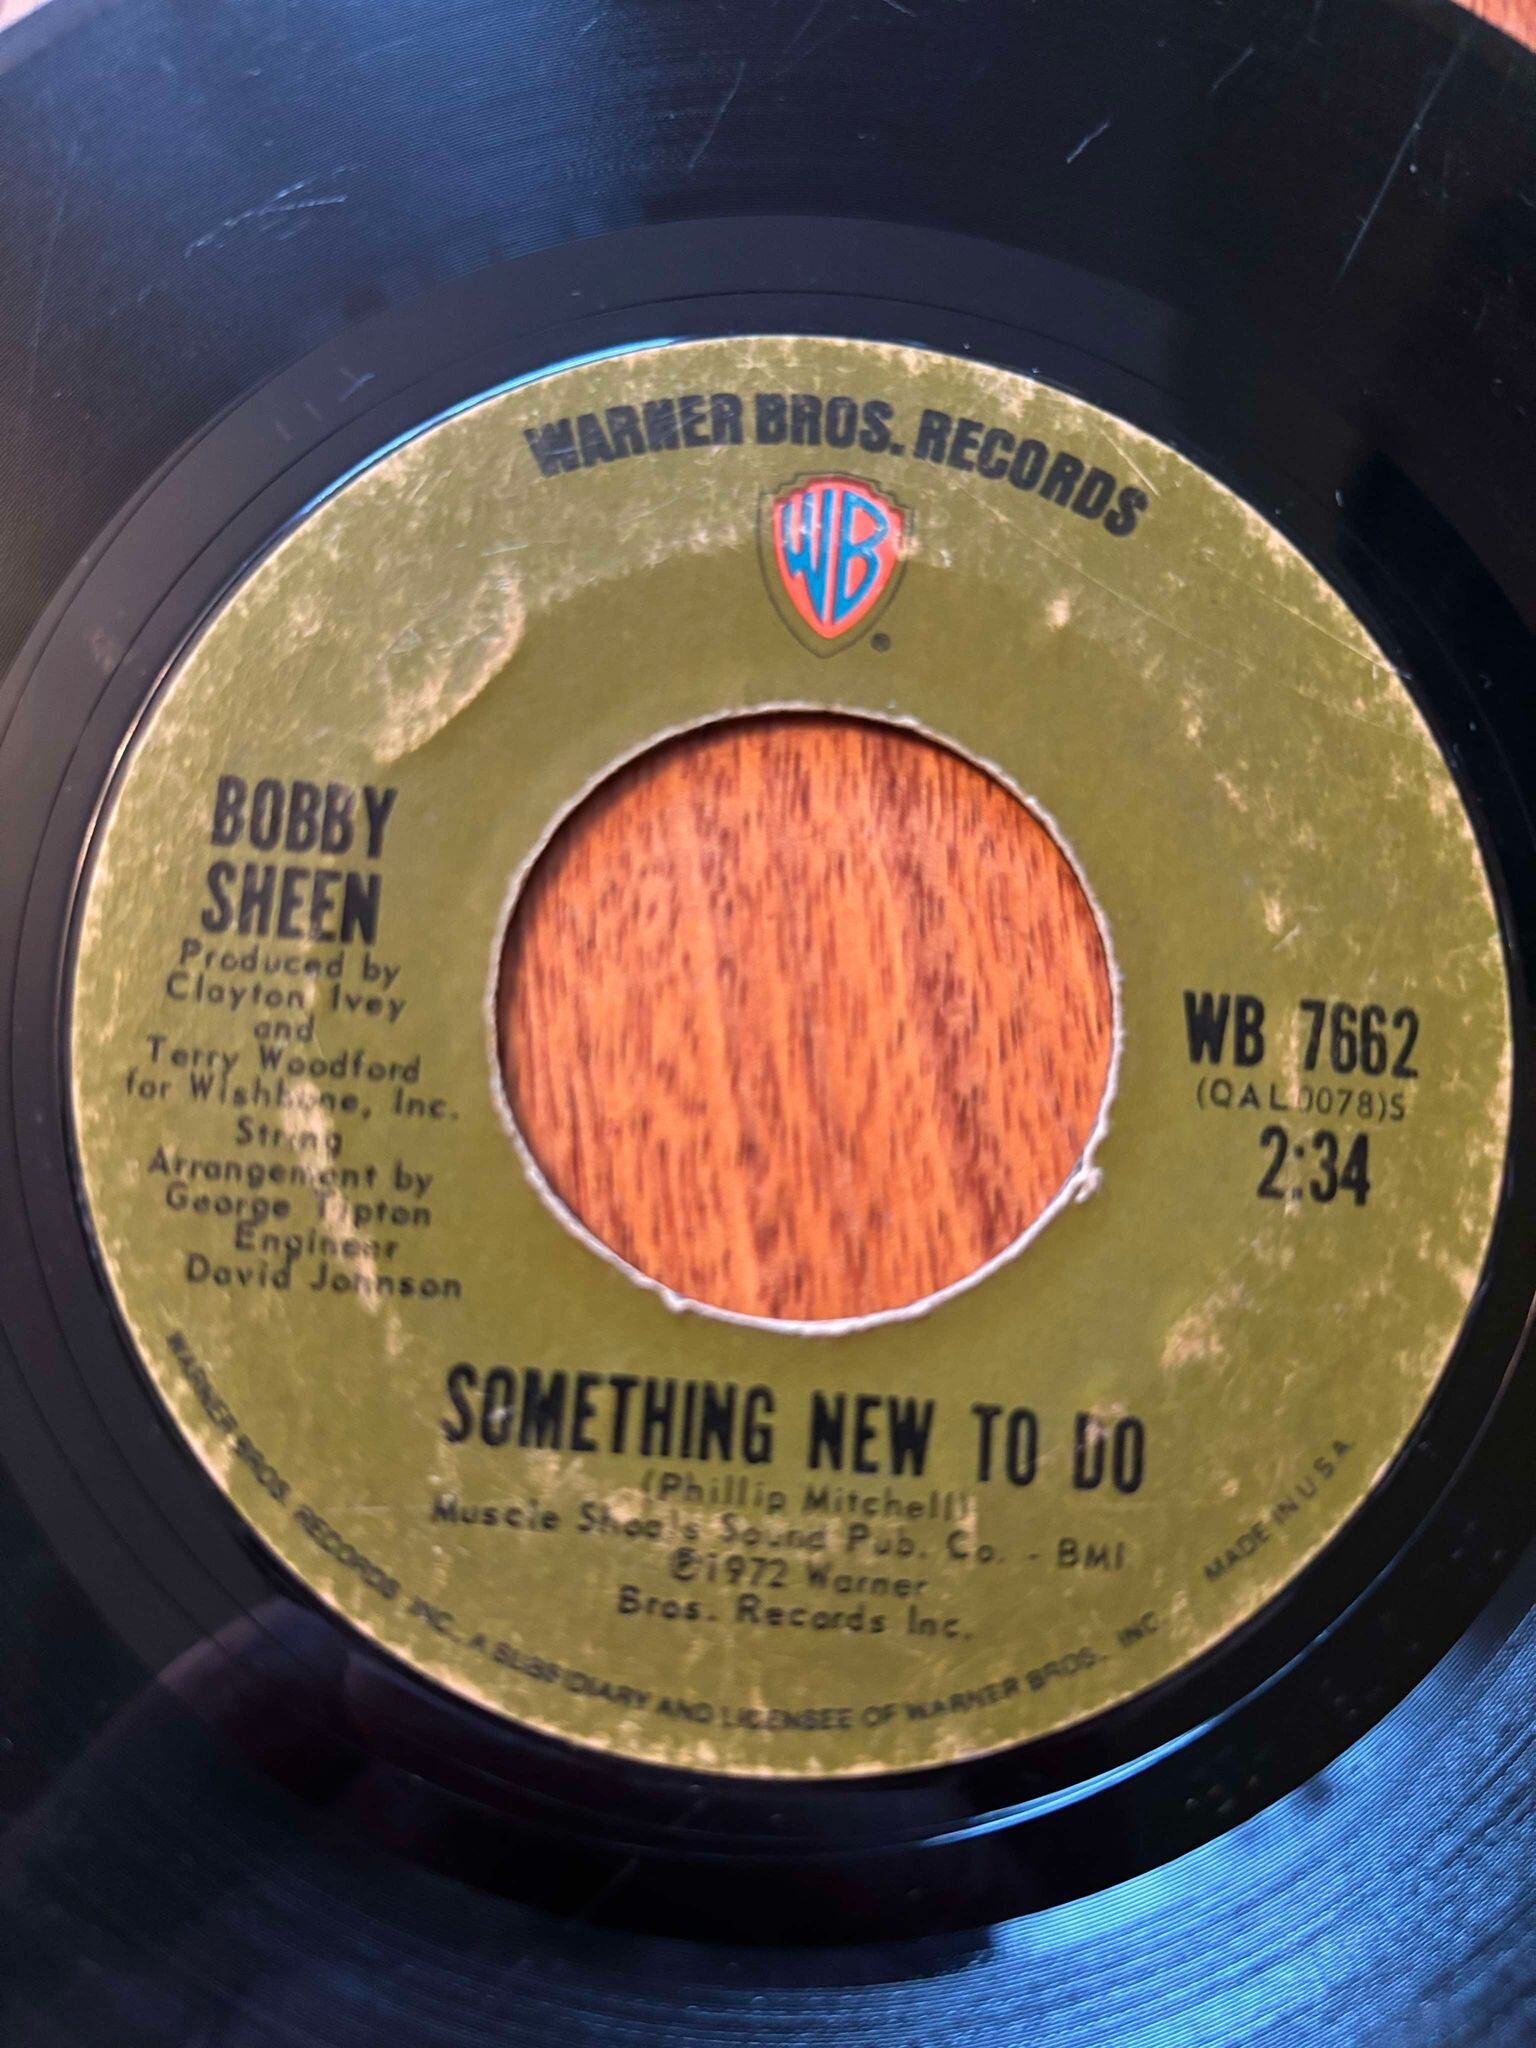 WARNER BROS. RECORDS
WB
®
BOBBY
SHEEN
Produced by
Clayton Ivey
and
Terry Woodford
for Wishbone, Inc.
String
Arrangement by
George Tipton
Engineer
David Johnson
WB 7662
(QAL0078)S
2:34
SOMETHING NEW TO DO
(Phillip Mitchell)
Muscle Shoals Sound Pub. Co. - BMI
℗1972 Warner
Bros. Records Inc.
WARNER BROS. RECORDS INC., A SUBSIDIARY AND LICENSEE OF WARNER BROS., INC.
MADE IN U.S.A.